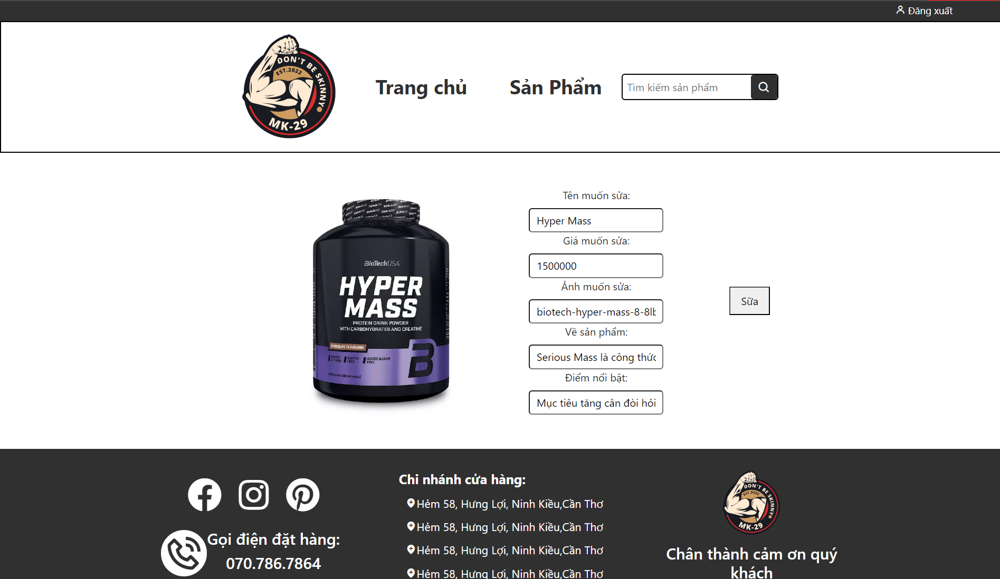 Đăng xuất
DON'T BE SKINNY
EST.2022
MK-29
Trang chủ
Sản Phẩm
Tìm kiếm sản phẩm
BioTechUSA
HYPER
MASS
PROTEIN DRINK POWDER
WITH CARBOHYDRATES AND CREATINE
CHOCOLATE FLAVOURED
GLUTEN
FREE
ADDED SUGAR
FREE
B
Tên muốn sửa:
Hyper Mass
Giá muốn sửa:
1500000
Ảnh muốn sửa:
biotech-hyper-mass-8-8lb
Về sản phẩm:
Serious Mass là công thức
Điểm nổi bật:
Mục tiêu tăng cân đòi hỏi
Sữa
Gọi điện đặt hàng:
070.786.7864
Chi nhánh cửa hàng:
Hẻm 58, Hưng Lợi, Ninh Kiều,Cần Thơ
Hẻm 58, Hưng Lợi, Ninh Kiều,Cần Thơ
Hẻm 58, Hưng Lợi, Ninh Kiều,Cần Thơ
Hẻm 58, Hưng Lợi, Ninh Kiều,Cần Thơ
DON'T BE SKINNY
EST.2022
MK-29
Chân thành cảm ơn quý
khách